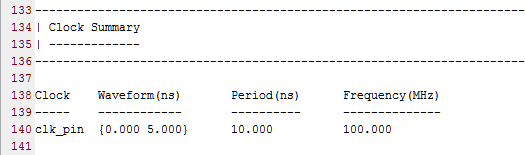 133 ------------------------------------------------------------------------
134 | Clock Summary
135 | -------------
136 ------------------------------------------------------------------------
137
138 Clock    Waveform(ns)       Period(ns)      Frequency(MHz)
139 -----    ------------       ----------      --------------
140 clk_pin  {0.000 5.000}      10.000          100.000
141